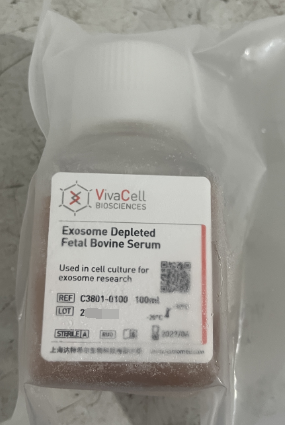 VivaCell
BIOSCIENCES
Exosome Depleted
Fetal Bovine Serum
Used in cell culture for
exosome research
REF C3801-0100 100ml
LOT 2
-20°C
STERILE A